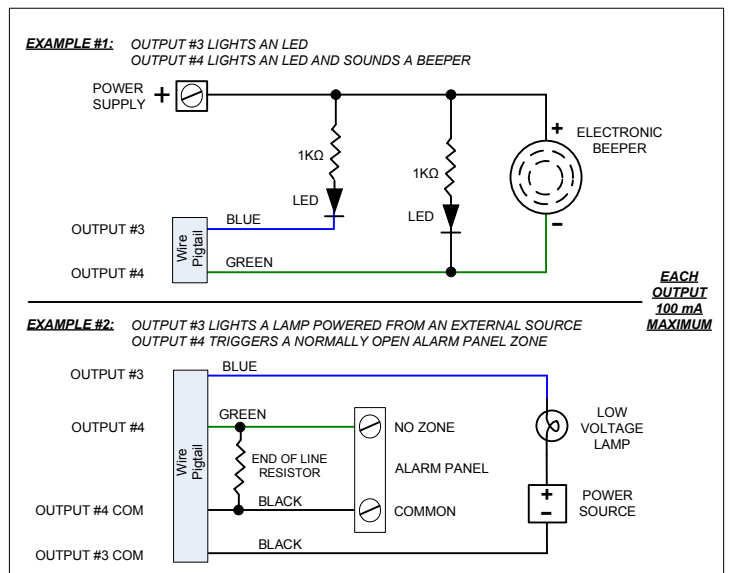 EXAMPLE #1: OUTPUT #3 LIGHTS AN LED
OUTPUT #4 LIGHTS AN LED AND SOUNDS A BEEPER
POWER
SUPPLY +
+
ELECTRONIC
BEEPER
1KΩ
1KΩ
LED
LED
-
OUTPUT #3
BLUE
Wire
Pigtail
OUTPUT #4
GREEN
EACH
OUTPUT
100 mA
MAXIMUM
EXAMPLE #2: OUTPUT #3 LIGHTS A LAMP POWERED FROM AN EXTERNAL SOURCE
OUTPUT #4 TRIGGERS A NORMALLY OPEN ALARM PANEL ZONE
OUTPUT #3
BLUE
OUTPUT #4
GREEN
NO ZONE
LOW
VOLTAGE
LAMP
Wire
Pigtail
END OF LINE
RESISTOR
ALARM PANEL
OUTPUT #4 COM
BLACK
COMMON
+
-
POWER
SOURCE
OUTPUT #3 COM
BLACK